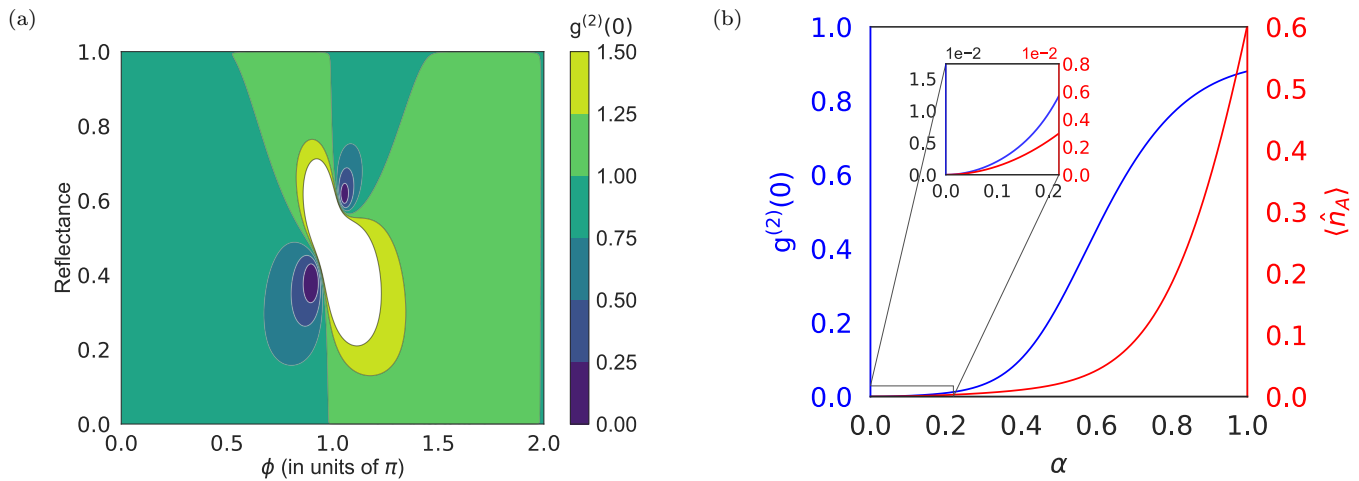 (a)
g(2)(0)
1.0
0.8
0.6
0.4
0.2
0.0
Reflectance
0.0 0.5 1.0 1.5 2.0
ϕ (in units of π)
1.50
1.25
1.00
0.75
0.50
0.25
0.00
(b)
1.0
0.8
0.6
0.4
0.2
0.0
g(2)(0)
0.0 0.2 0.4 0.6 0.8 1.0
α
0.6
0.5
0.4
0.3
0.2
0.1
0.0
⟨n̂A⟩
1e−2 1e−2
1.5
1.0
0.5
0.0
0.0 0.1 0.2
0.8
0.6
0.4
0.2
0.0